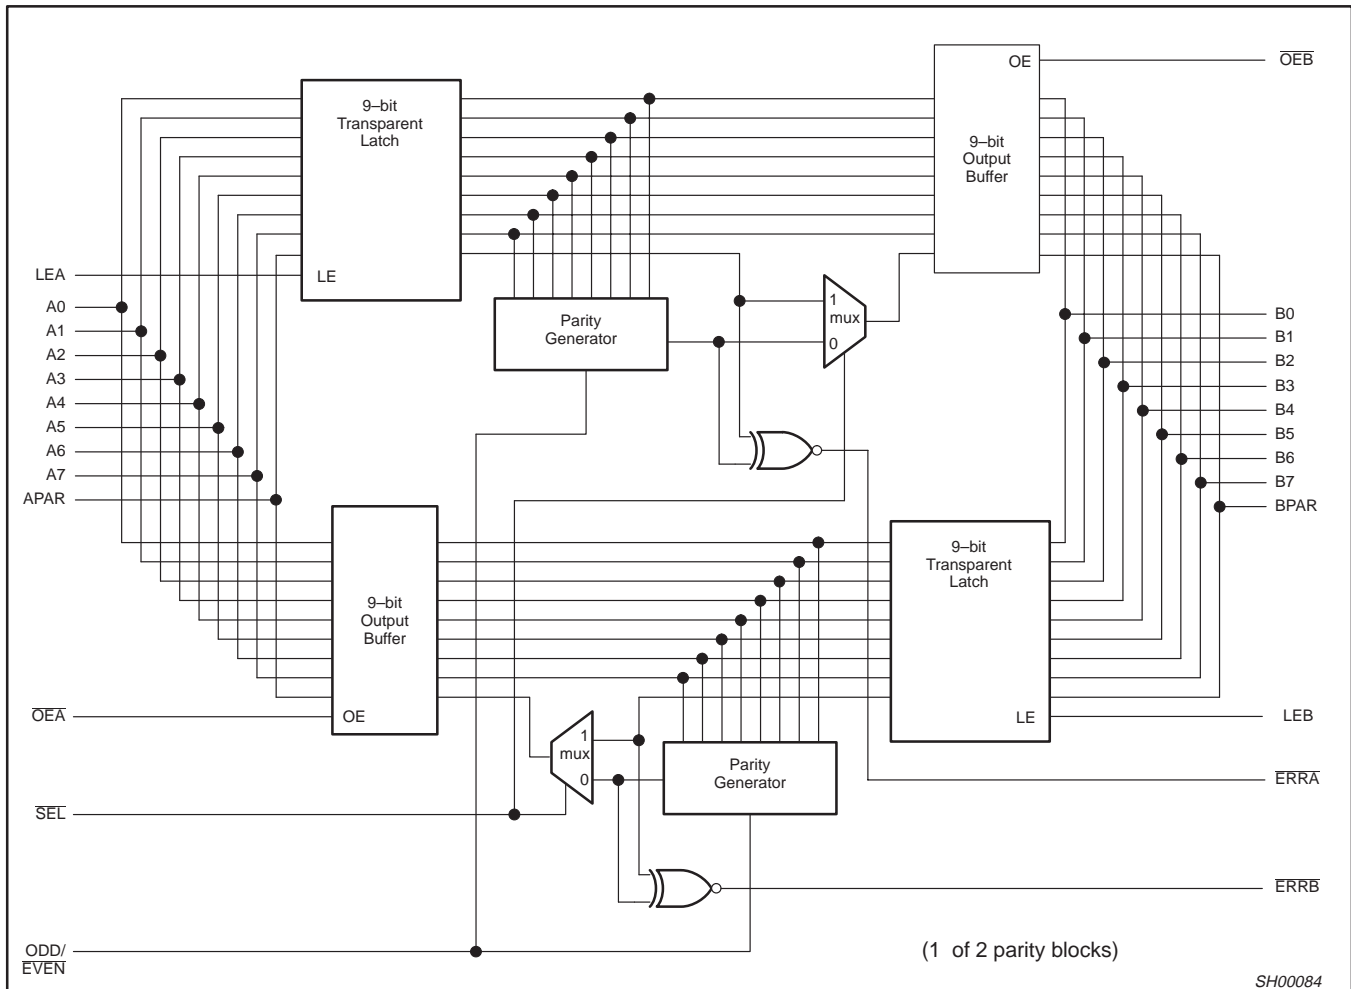 OE
OEB
9–bit
Transparent
Latch
LE
9–bit
Output
Buffer
LEA
A0
A1
A2
A3
A4
A5
A6
A7
APAR
Parity
Generator
1
mux
0
B0
B1
B2
B3
B4
B5
B6
B7
BPAR
9–bit
Output
Buffer
OE
9–bit
Transparent
Latch
LE
OEA
LEB
1
mux
0
Parity
Generator
ERRA
SEL
ERRB
ODD/
EVEN
(1 of 2 parity blocks)
SH00084